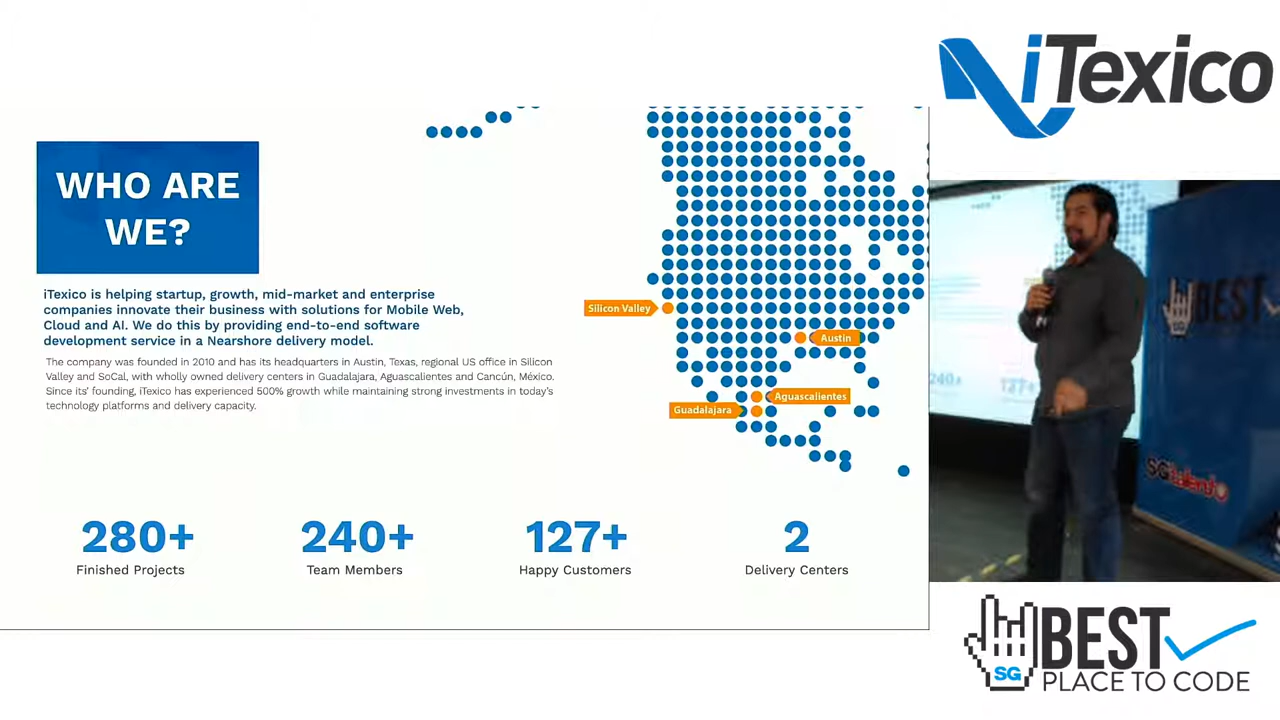 iTexico
WHO ARE
WE?
iTexico is helping startup, growth, mid-market and enterprise
companies innovate their business with solutions for Mobile Web,
Cloud and AI. We do this by providing end-to-end software
development service in a Nearshore delivery model.
The company was founded in 2010 and has its headquarters in Austin, Texas, regional US office in Silicon
Valley and SoCal, with wholly owned delivery centers in Guadalajara, Aguascalientes and Cancún, México.
Since its' founding, iTexico has experienced 500% growth while maintaining strong investments in today's
technology platforms and delivery capacity.
Silicon Valley
Austin
Aguascalientes
Guadalajara
280+
Finished Projects
240+
Team Members
127+
Happy Customers
2
Delivery Centers
BEST
SG
240+
127+
SGtalento
SG
BEST
PLACE TO CODE